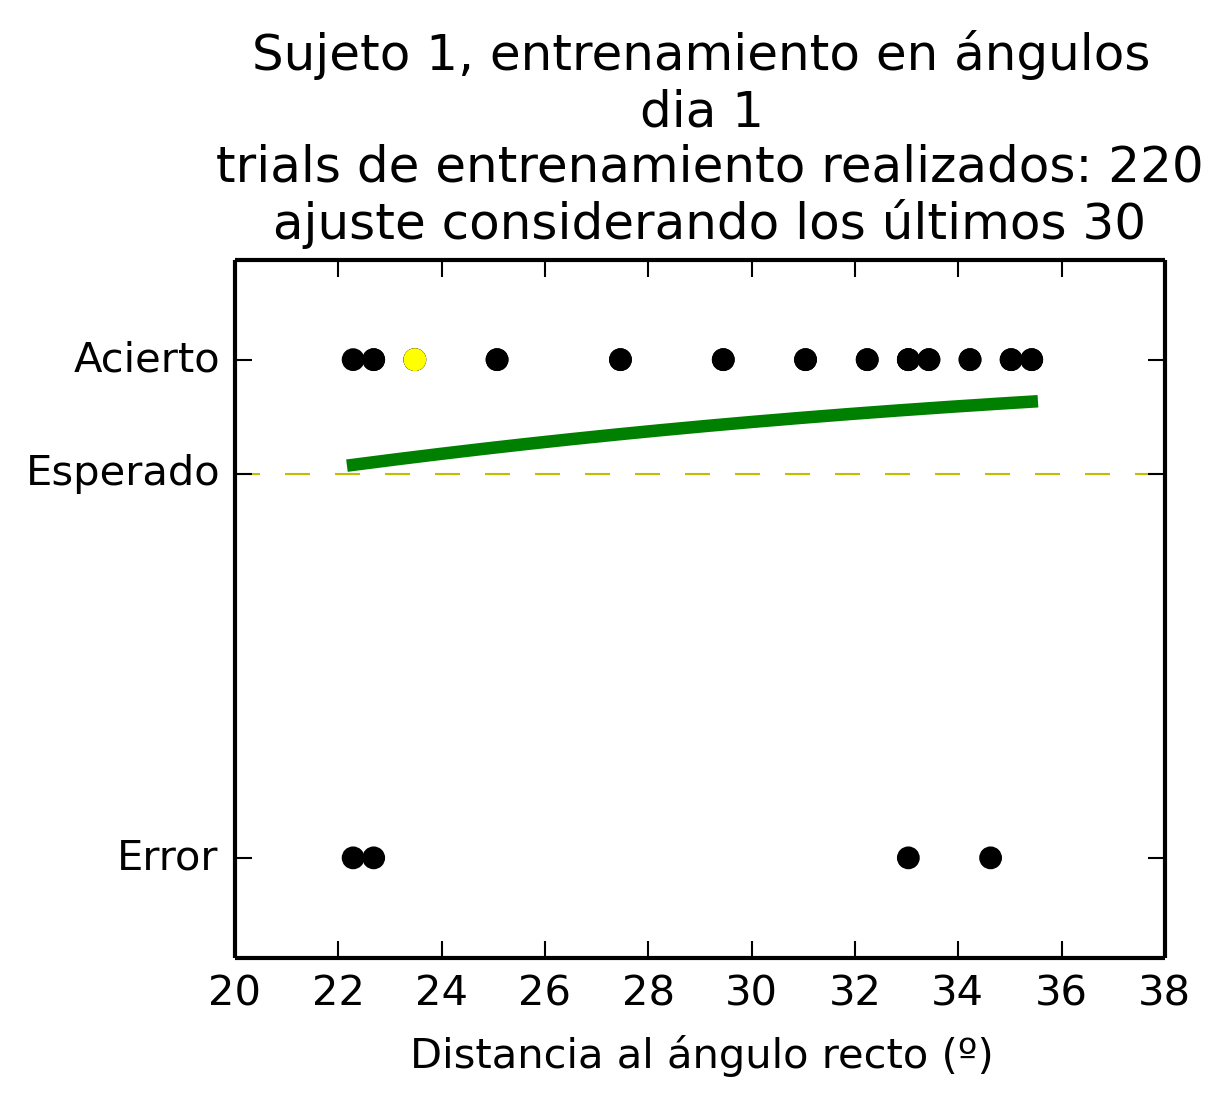 Sujeto 1, entrenamiento en ángulos
dia 1
trials de entrenamiento realizados: 220
ajuste considerando los últimos 30
Acierto
Esperado
Error
20 22 24 26 28 30 32 34 36 38
Distancia al ángulo recto (º)